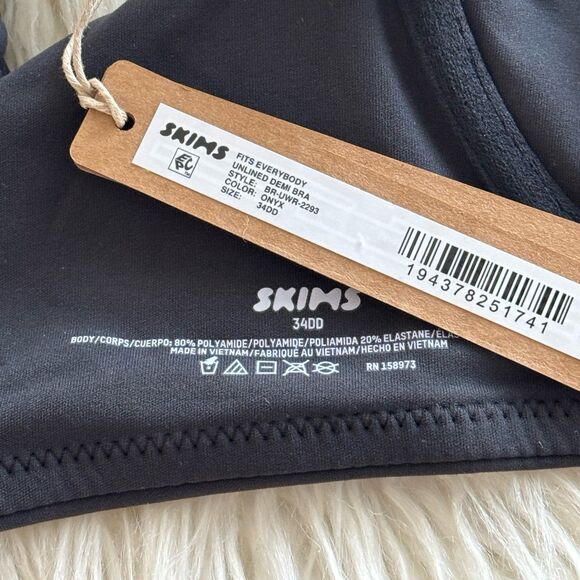 SKIMS
FITS EVERYBODY
UNLINED DEMI BRA
STYLE: BR-UWR-2293
COLOR: ONYX
SIZE: 34DD
194378251741
SKIMS
34DD
BODY/CORPS/CUERPO: 80% POLYAMIDE/POLYAMIDE/POLIAMIDA 20% ELASTANE/ELAS
MADE IN VIETNAM/FABRIQUÉ AU VIETNAM/HECHO EN VIETNAM
RN 158973